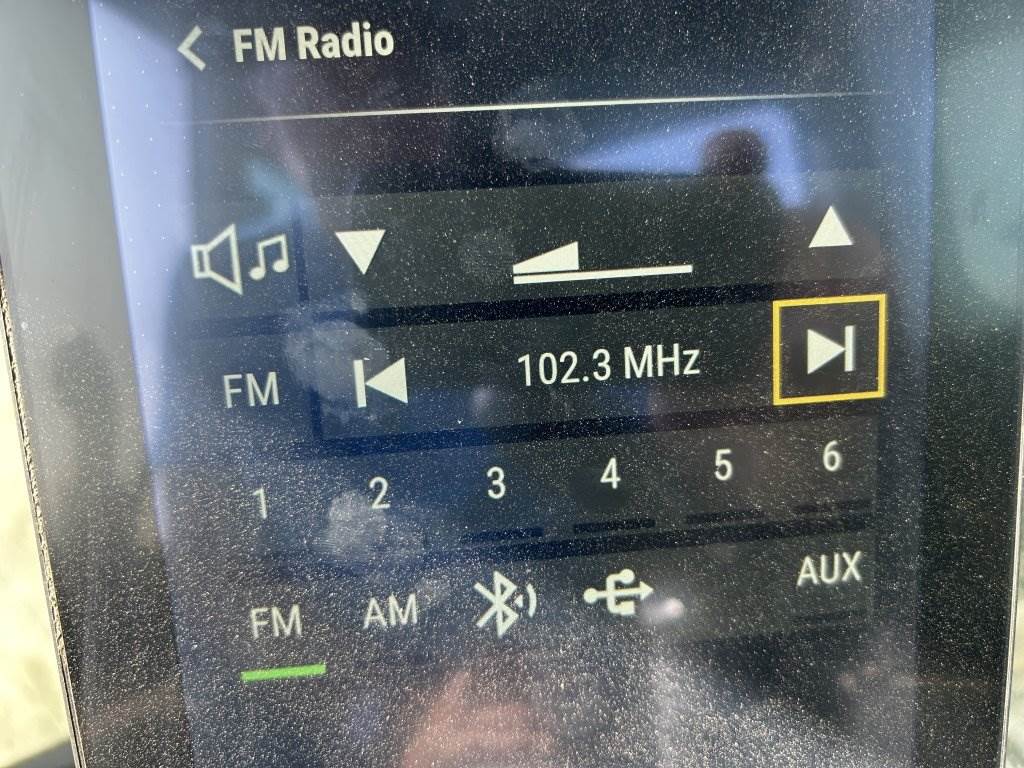 FM Radio
FM 102.3 MHz
1 2 3 4 5 6
FM AM AUX